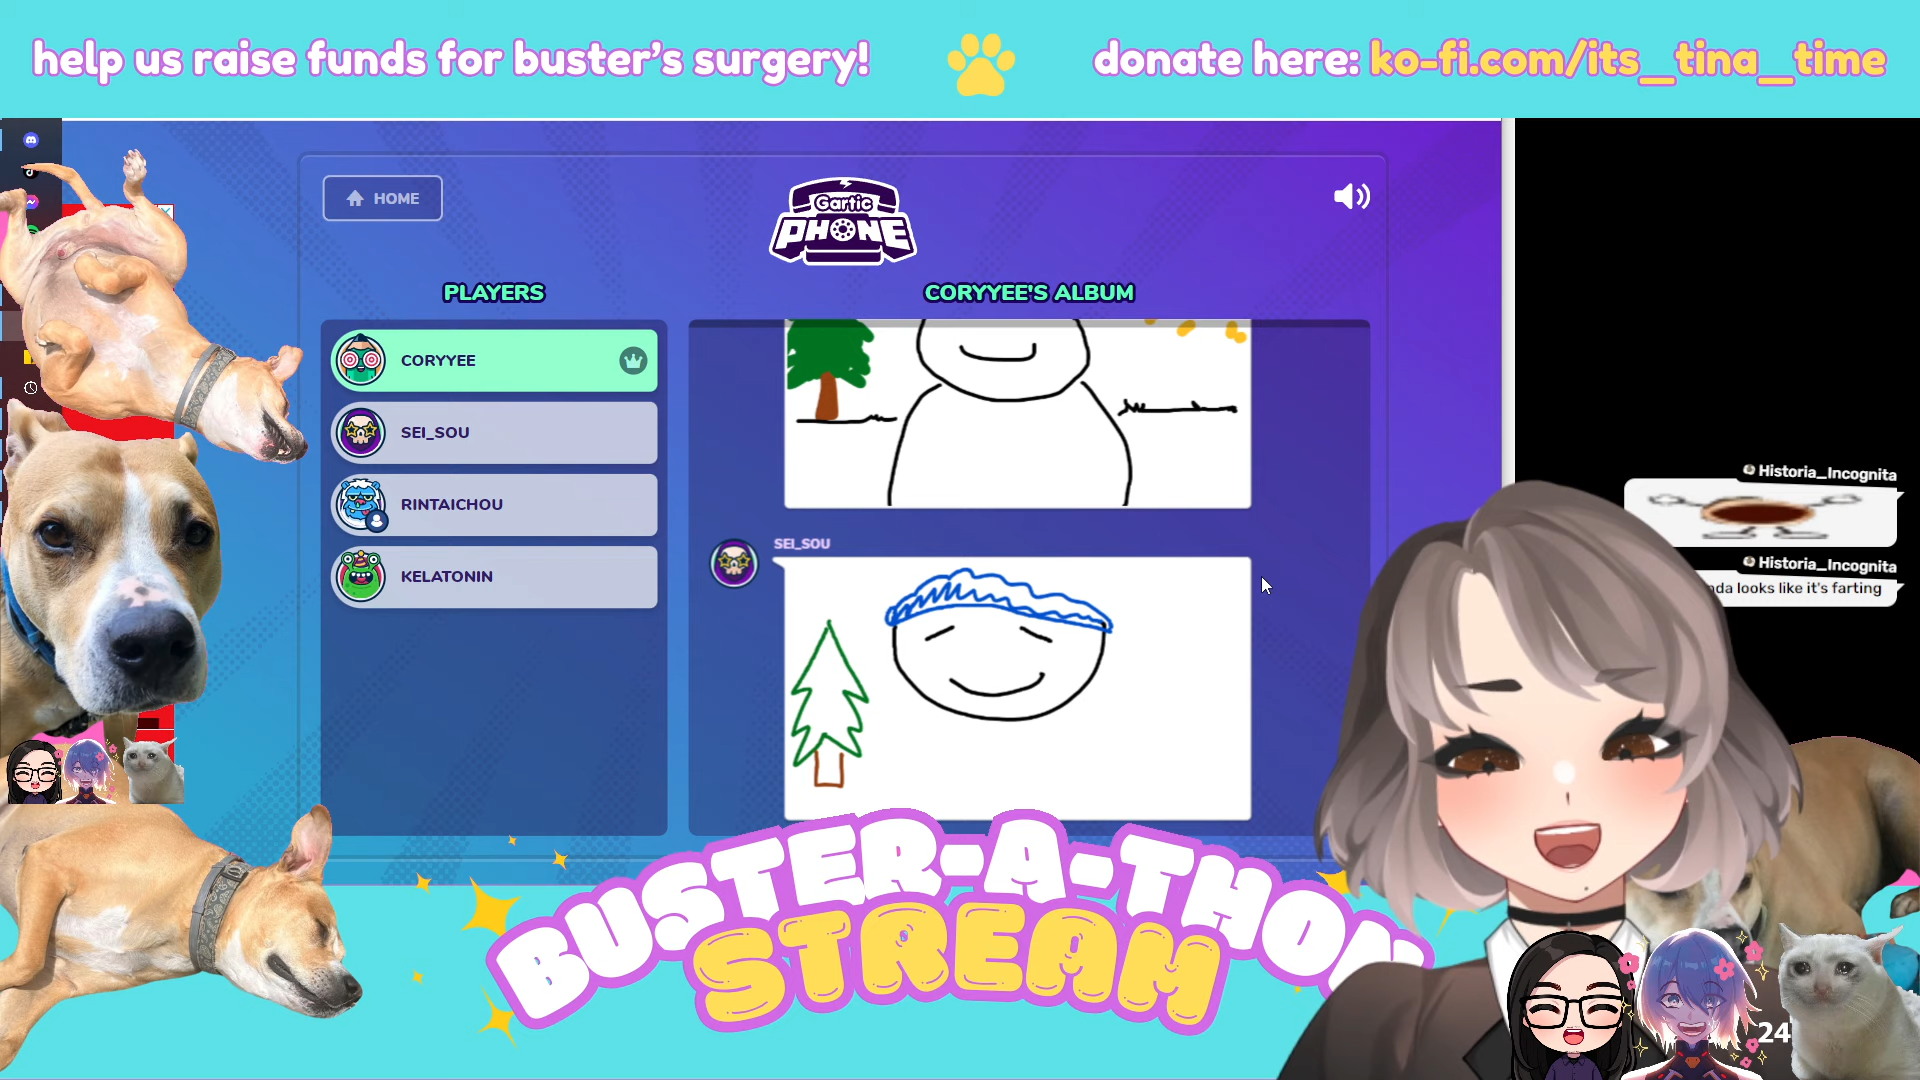 help us raise funds for buster's surgery!
donate here: ko-fi.com/its_tina_time
HOME
Gartic
PHONE
PLAYERS
CORYYEE'S ALBUM
CORYYEE
SEI_SOU
RINTAICHOU
KELATONIN
SEI_SOU
Historia_Incognita
Historia_Incognita
looks like it's farting
BUSTER-A-THON
STREAM
24